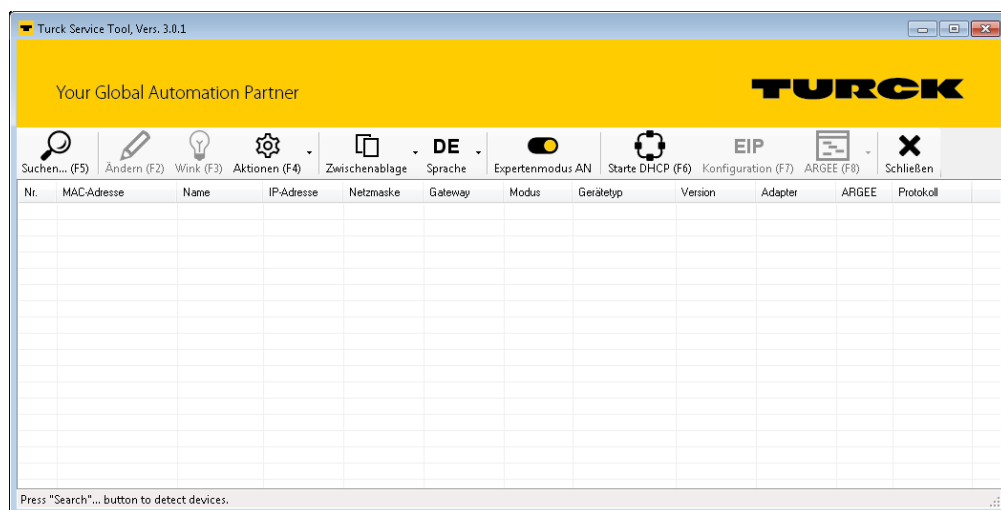 Turck Service Tool, Vers. 3.0.1
Your Global Automation Partner
TURCK
DE
EIP
Suchen... (F5) Ändern (F2) Wink (F3) Aktionen (F4) Zwischenablage Sprache Expertenmodus AN Starte DHCP (F6) Konfiguration (F7) ARGEE (F8) Schließen
Nr. MAC-Adresse Name IP-Adresse Netzmaske Gateway Modus Gerätetyp Version Adapter ARGEE Protokoll
Press "Search"... button to detect devices.